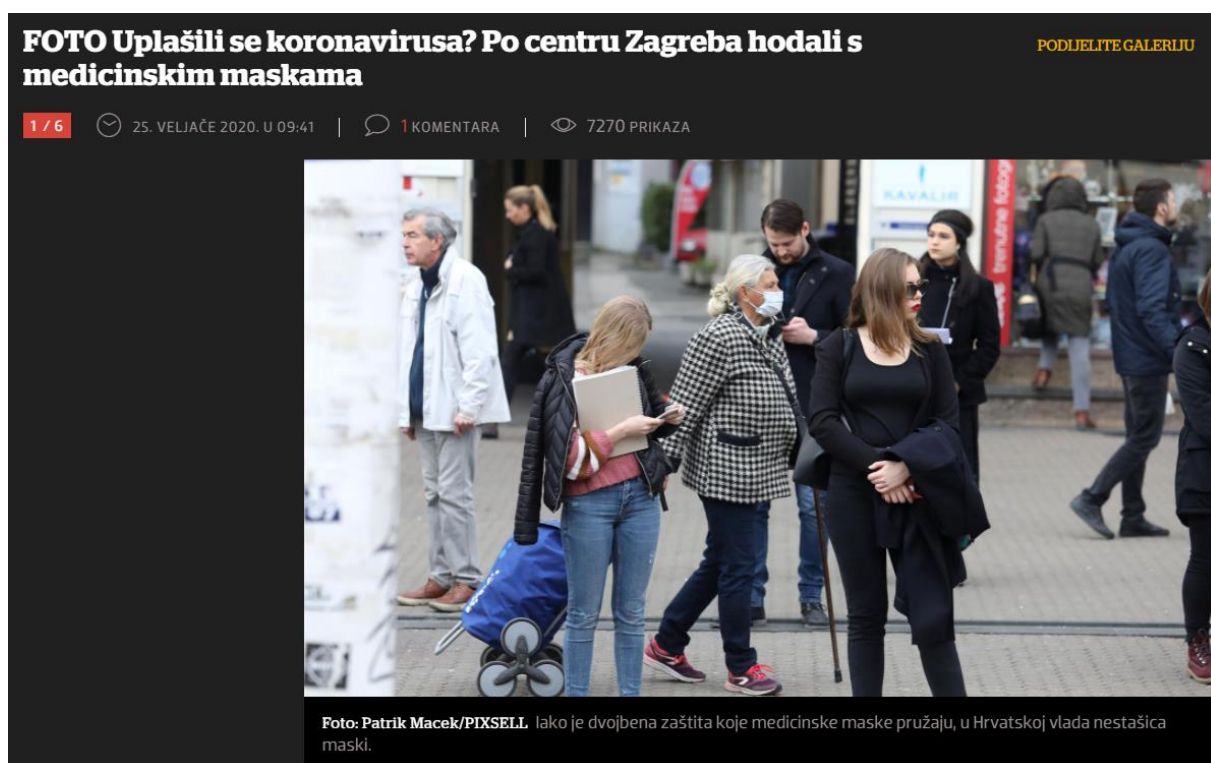 FOTO Uplašili se koronavirusa? Po centru Zagreba hodali s
medicinskim maskama
PODIJELITE GALERIJU
1 / 6
25. VELJAČE 2020. U 09:41 | 1 KOMENTARA | 7270 PRIKAZA
KAVALIR
trenutne fotog
Foto: Patrik Macek/PIXSELL Iako je dvojbena zaštita koje medicinske maske pružaju, u Hrvatskoj vlada nestašica
maski.